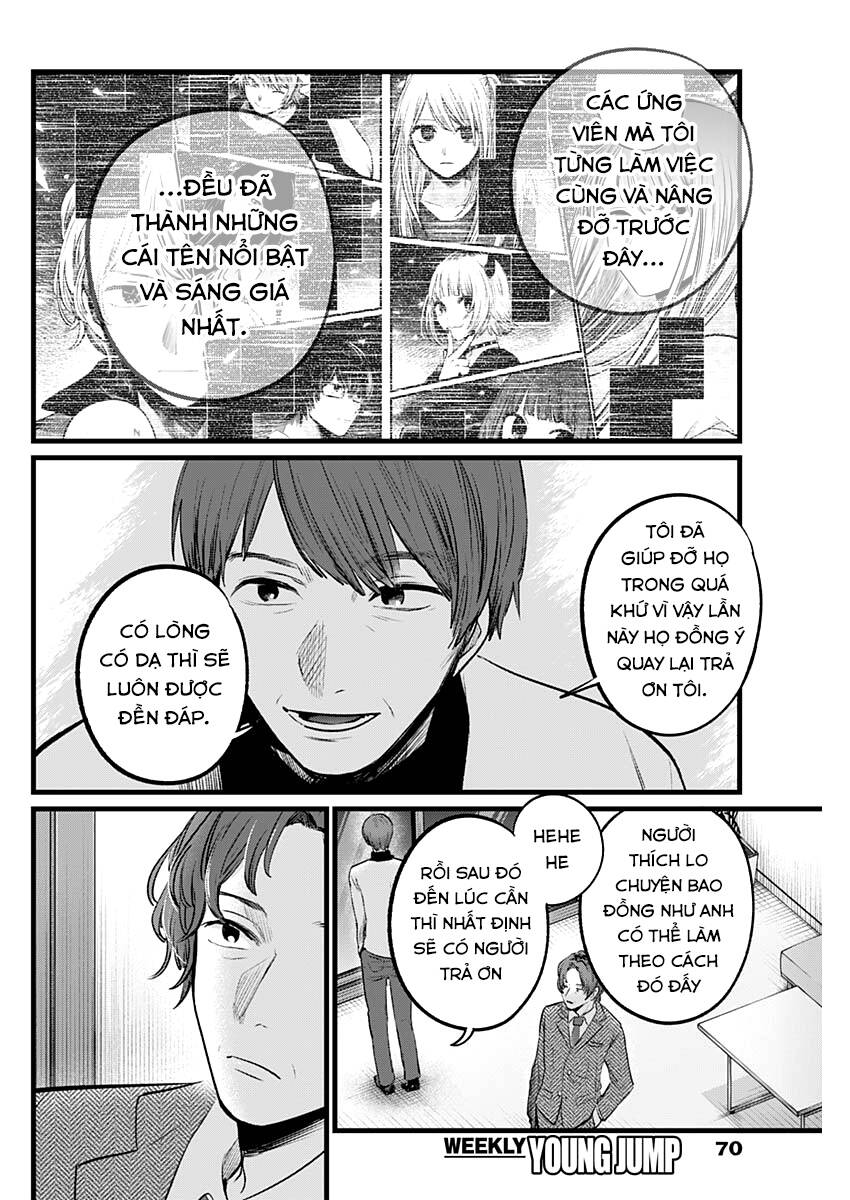 CÁC ỨNG
VIÊN MÀ TÔI
TỪNG LÀM VIỆC
CÙNG VÀ NÂNG
ĐỠ TRƯỚC
ĐÂY...
...ĐỀU ĐÃ
THÀNH NHỮNG
CÁI TÊN NỔI BẬT
VÀ SÁNG GIÁ
NHẤT.
TÔI ĐÃ
GIÚP ĐỠ HỌ
TRONG QUÁ
KHỨ VÌ VẬY LẦN
NÀY HỌ ĐỒNG Ý
QUAY LẠI TRẢ
ƠN TÔI.
CÓ LÒNG
CÓ DẠ THÌ SẼ
LUÔN ĐƯỢC
ĐỀN ĐÁP.
NGƯỜI
THÍCH LO
CHUYỆN BAO
ĐỒNG NHƯ ANH
CÓ THỂ LÀM
THEO CÁCH
ĐÓ ĐẤY
HEHE
HE
RỒI SAU ĐÓ
ĐẾN LÚC CẦN
THÌ NHẤT ĐỊNH
SẼ CÓ NGƯỜI
TRẢ ƠN
WEEKLY YOUNG JUMP 70